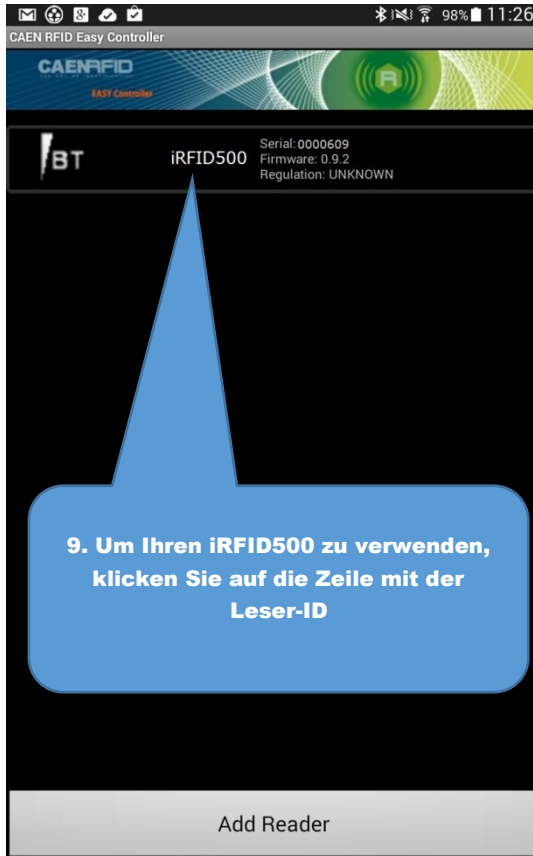 98% 11:26
CAEN RFID Easy Controller
CAENRFID
EASY Controller
R
BT
iRFID500
Serial: 0000609
Firmware: 0.9.2
Regulation: UNKNOWN
9. Um Ihren iRFID500 zu verwenden,
klicken Sie auf die Zeile mit der
Leser-ID
Add Reader